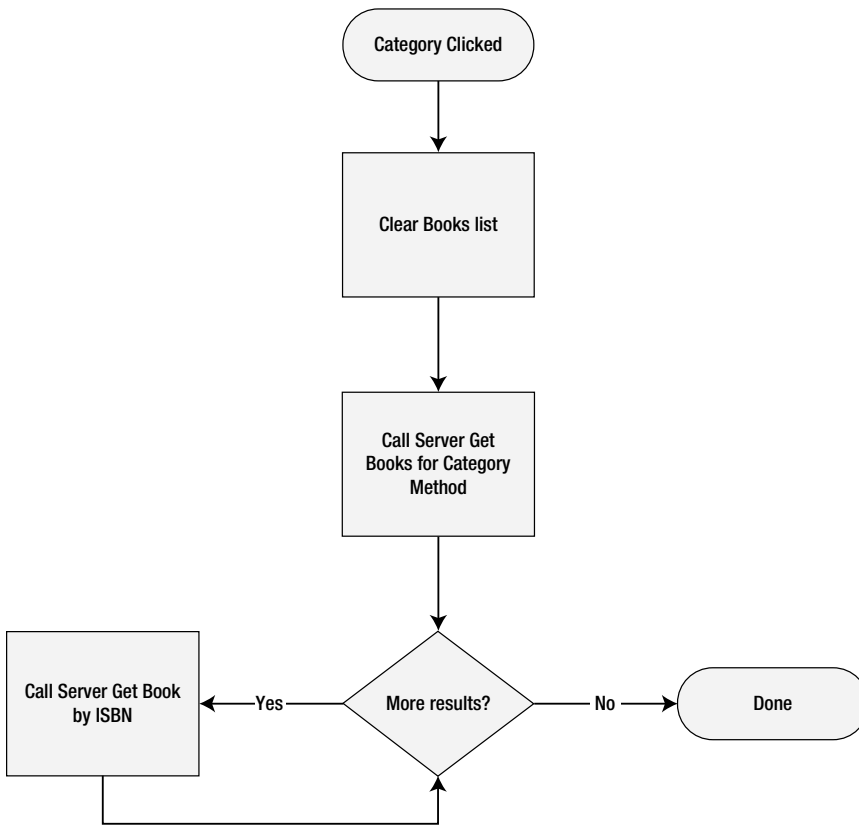 Category Clicked
Clear Books list
Call Server Get
Books for Category
Method
Call Server Get Book
by ISBN
Yes
More results?
No
Done